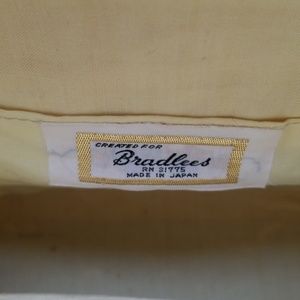 CREATED FOR
Bradlees
RN 21775
MADE IN JAPAN